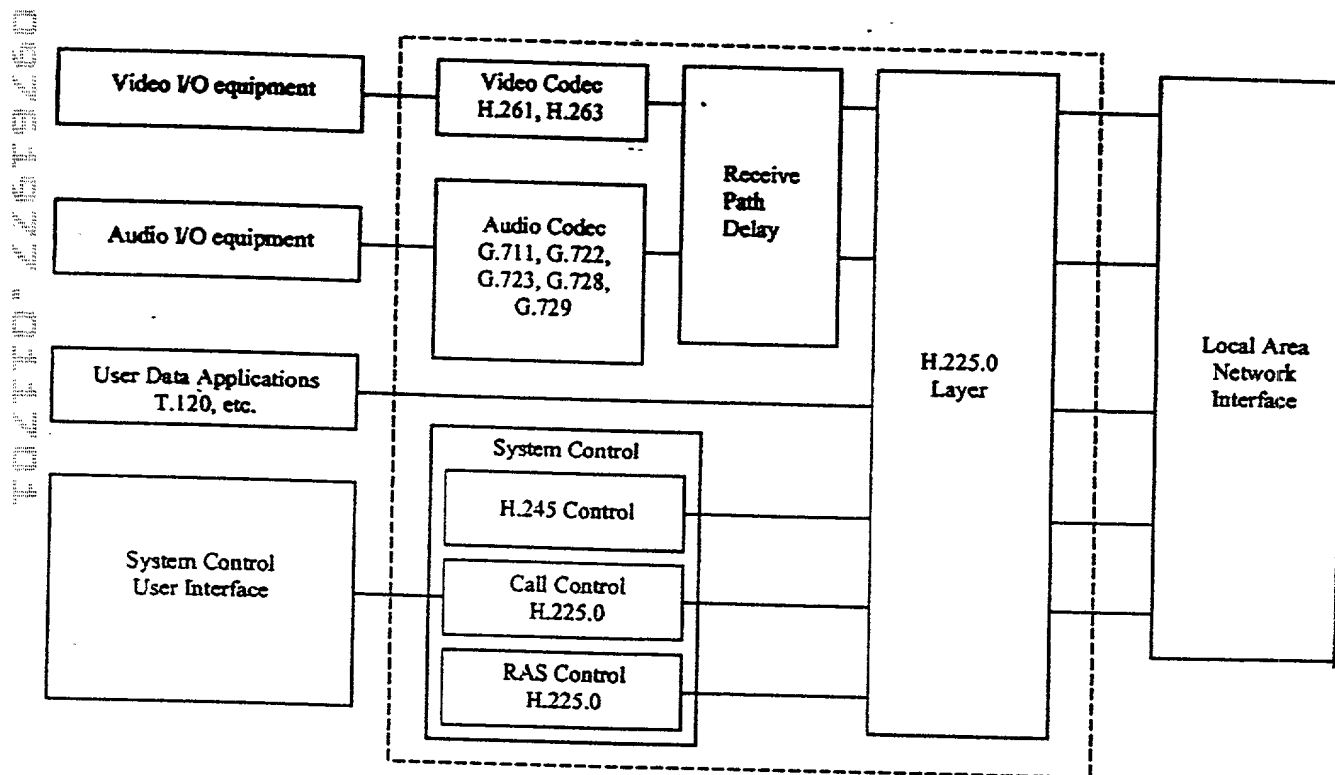 Video I/O equipment
Video Codec
H.261, H.263
Receive
Path
Delay
Audio I/O equipment
Audio Codec
G.711, G.722,
G.723, G.728,
G.729
H.225.0
Layer
Local Area
Network
Interface
User Data Applications
T.120, etc.
System Control
H.245 Control
System Control
User Interface
Call Control
H.225.0
RAS Control
H.225.0